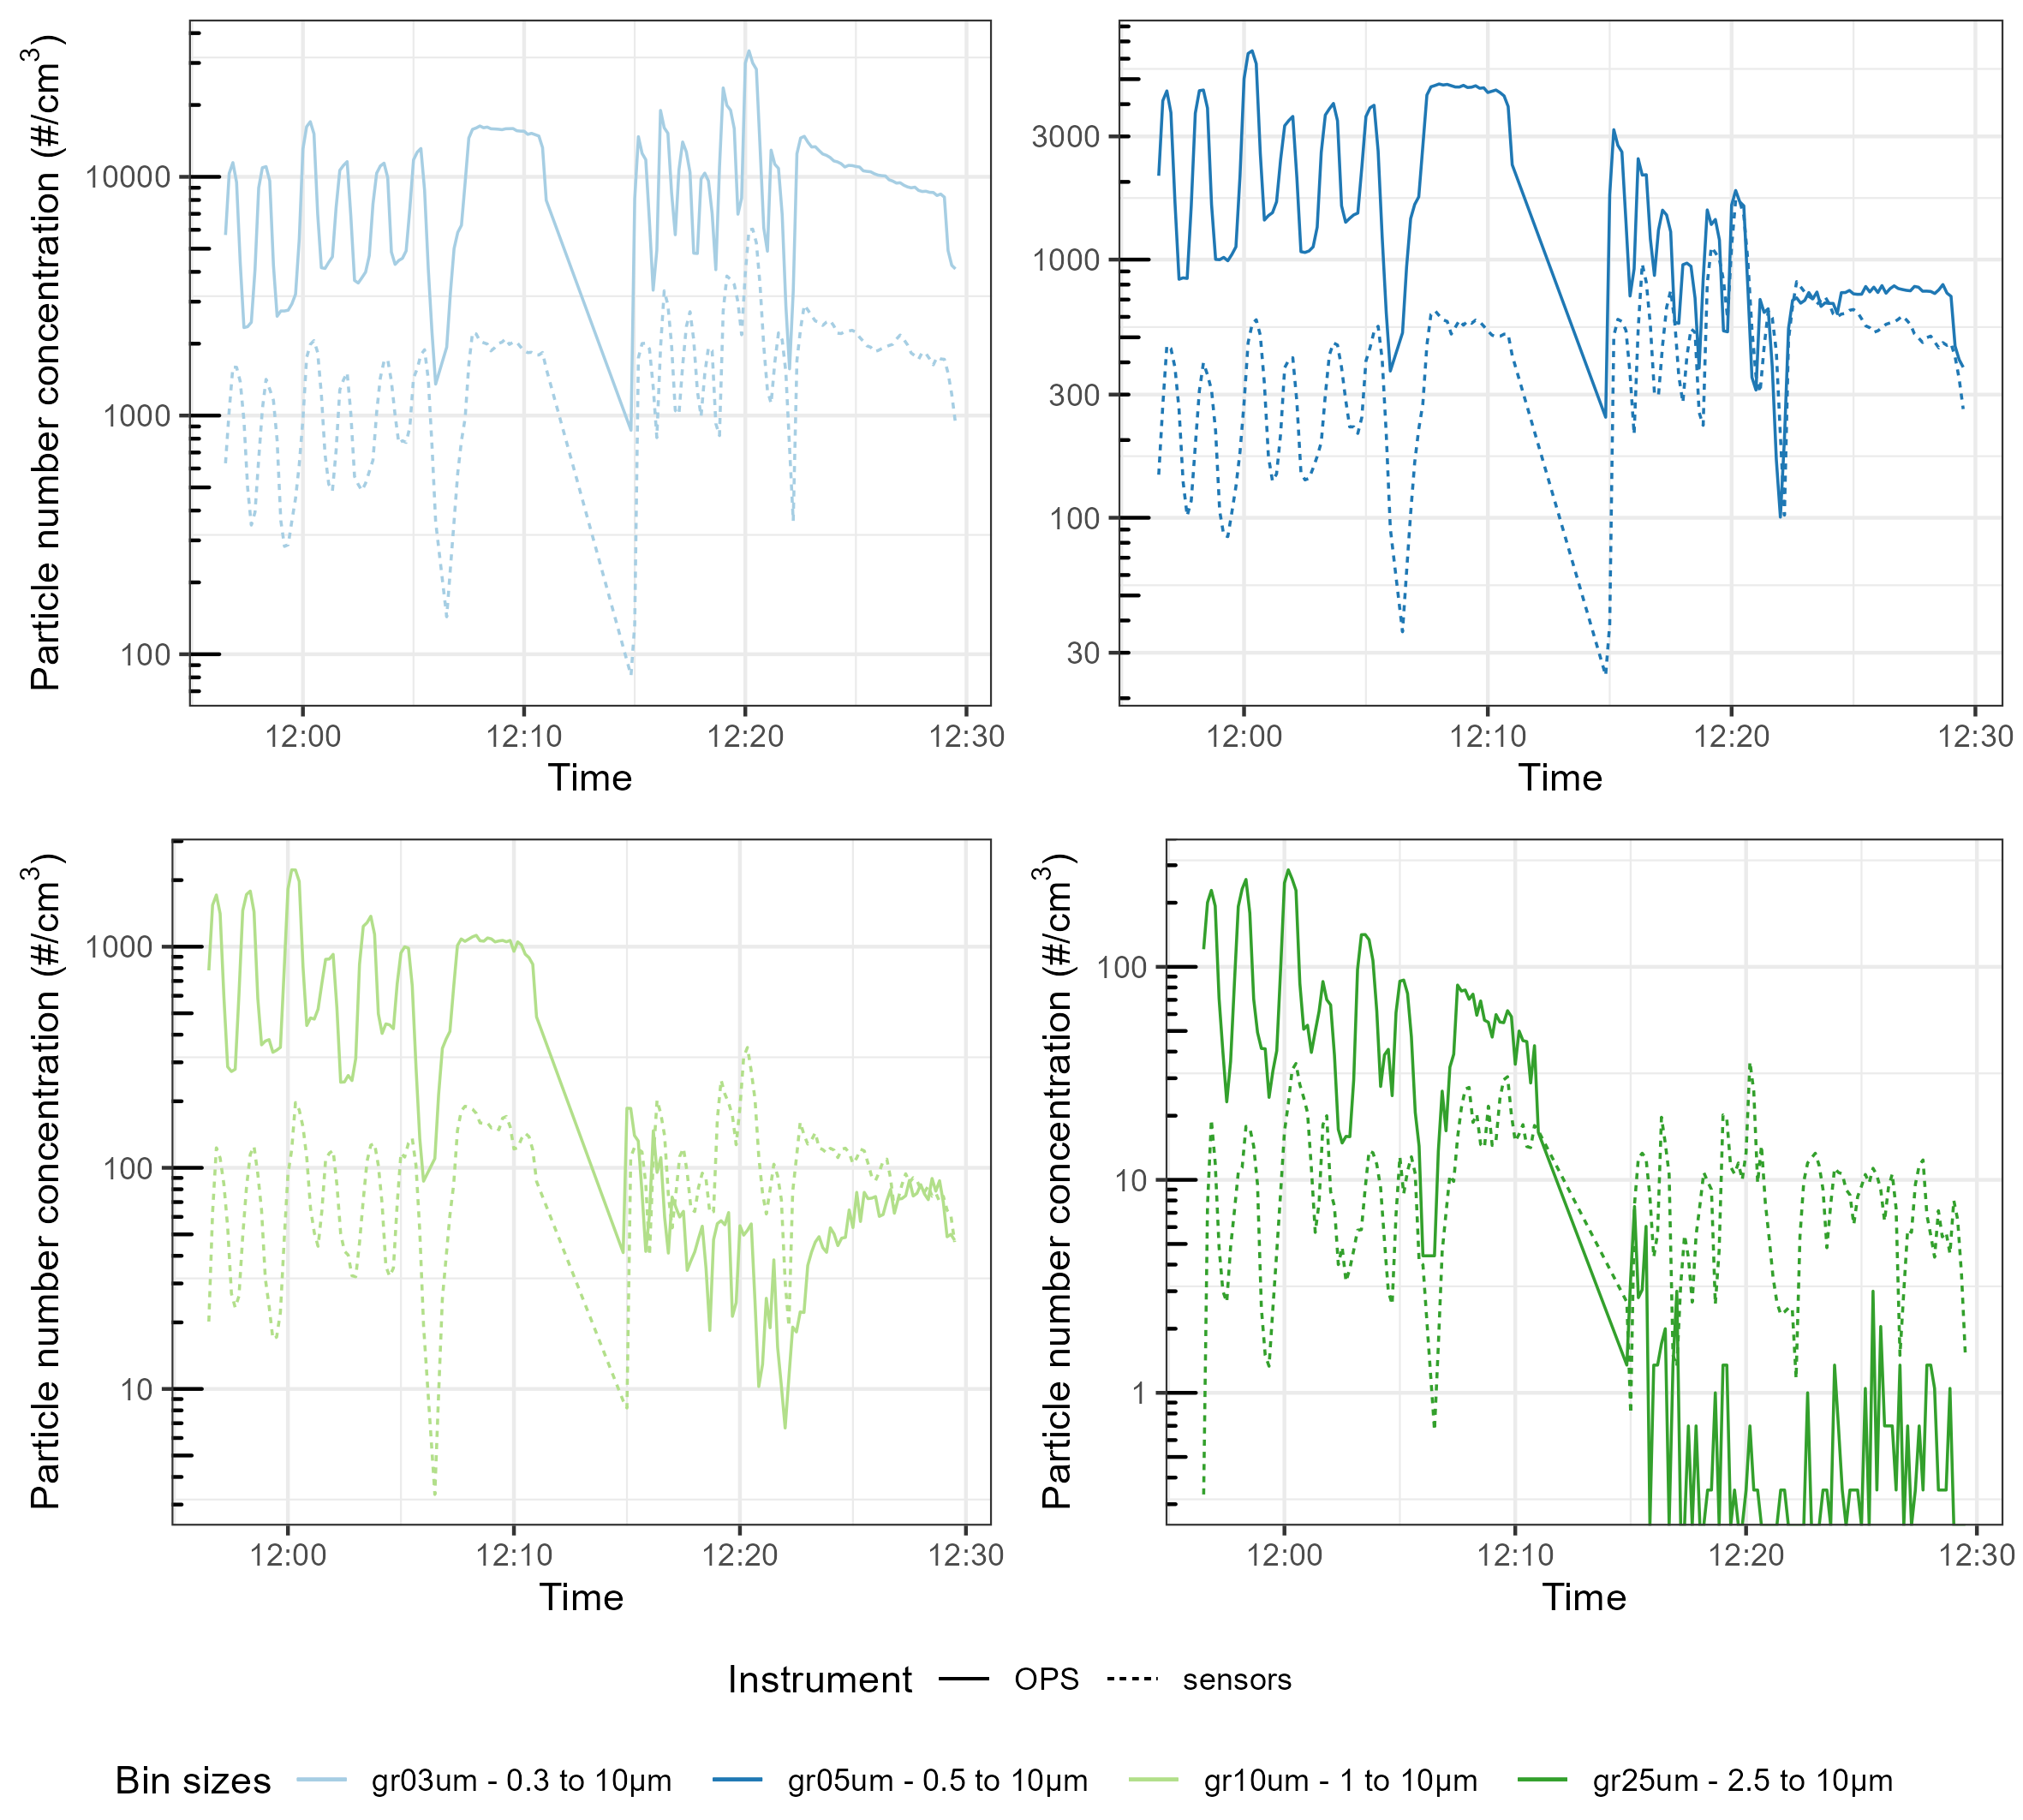 Particle number concentration (#/cm³)
10000
1000
100
12:00 12:10 12:20 12:30
Time
3000
1000
300
100
30
12:00 12:10 12:20 12:30
Time
Particle number concentration (#/cm³)
1000
100
10
12:00 12:10 12:20 12:30
Time
Particle number concentration (#/cm³)
100
10
1
12:00 12:10 12:20 12:30
Time
Instrument OPS sensors
Bin sizes gr03um - 0.3 to 10µm gr05um - 0.5 to 10µm gr10um - 1 to 10µm gr25um - 2.5 to 10µm